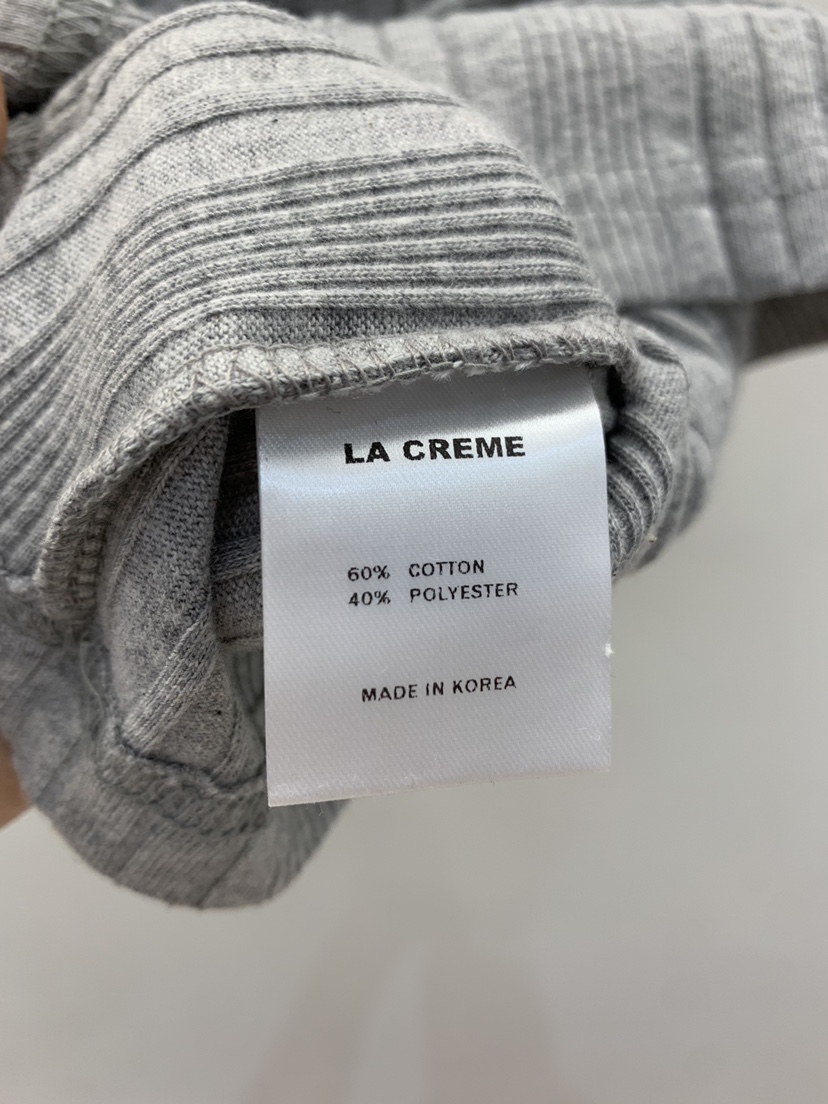 LA CREME
60% COTTON
40% POLYESTER
MADE IN KOREA